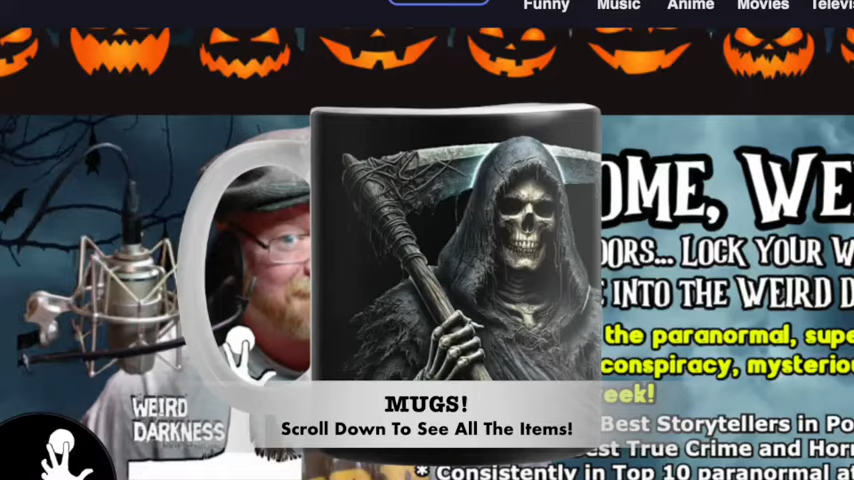 Funny Music Anime Movies
OME, WE
OORS... LOCK YOUR W
E INTO THE WEIRD D
the paranormal, supe
conspiracy, mysteriou
eek!
MUGS!
Scroll Down To See All The Items!
WEIRD
DARKNESS
Best Storytellers in Po
est True Crime and Horr
* Consistently in Top 10 paranormal a